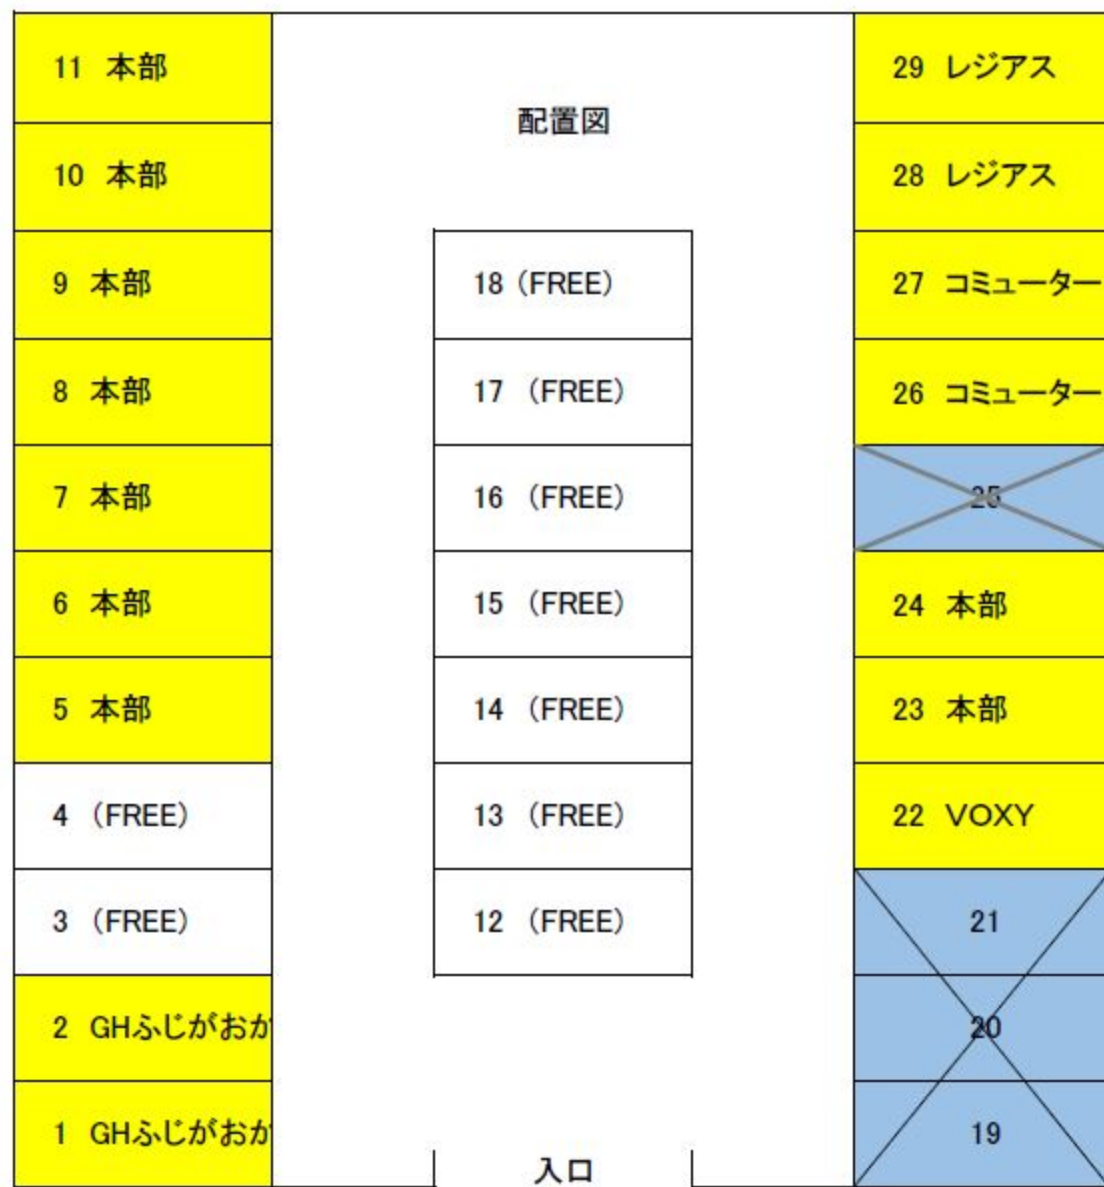 配置図
11 本部
10 本部
9 本部
8 本部
7 本部
6 本部
5 本部
4 (FREE)
3 (FREE)
2 GHふじがおか
1 GHふじがおか
18 (FREE)
17 (FREE)
16 (FREE)
15 (FREE)
14 (FREE)
13 (FREE)
12 (FREE)
入口
29 レジアス
28 レジアス
27 コミューター
26 コミューター
25
24 本部
23 本部
22 VOXY
21
20
19